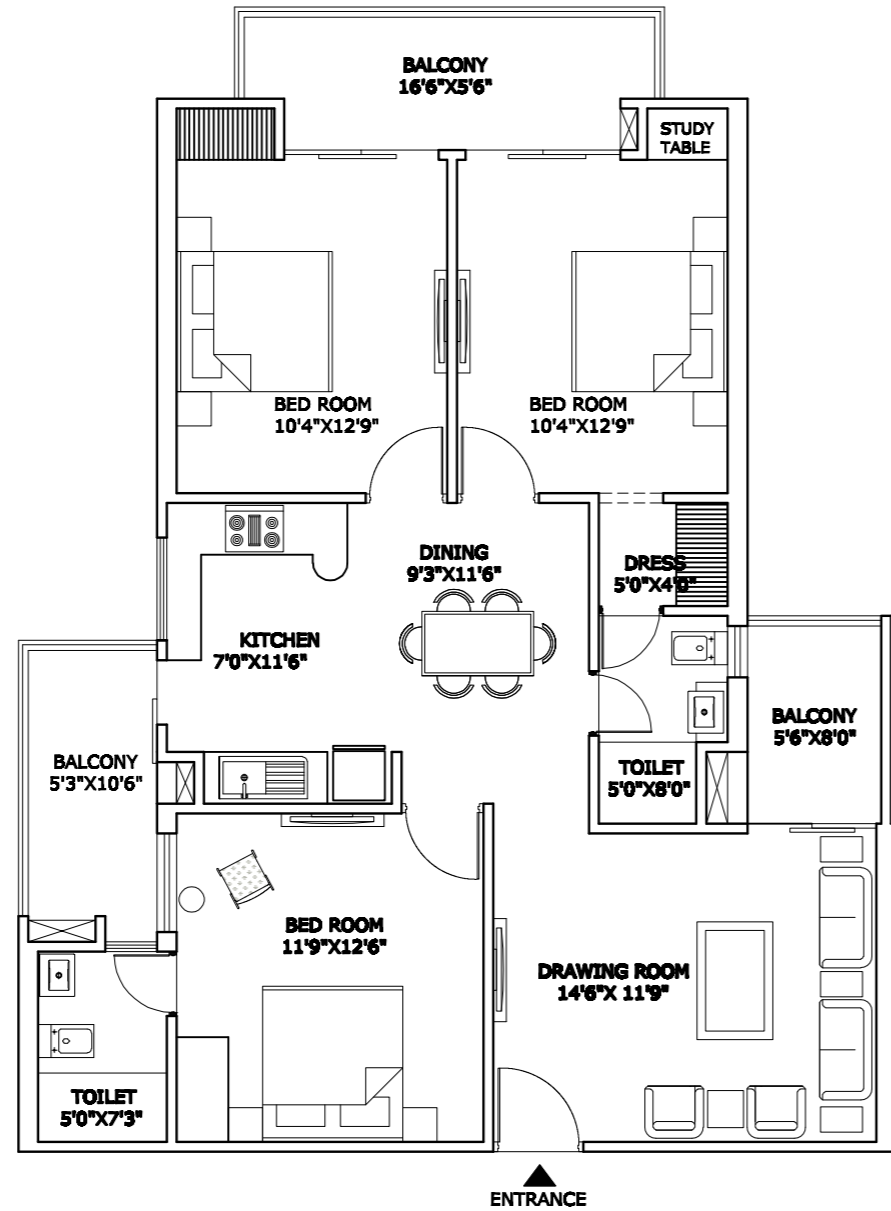 BALCONY
16'6"X5'6"
STUDY
TABLE
BED ROOM
10'4"X12'9"
BED ROOM
10'4"X12'9"
DINING
9'3"X11'6"
DRESS
5'0"X4'0"
KITCHEN
7'0"X11'6"
BALCONY
5'6"X8'0"
BALCONY
5'3"X10'6"
TOILET
5'0"X8'0"
BED ROOM
11'9"X12'6"
DRAWING ROOM
14'6"X 11'9"
TOILET
5'0"X7'3"
ENTRANCE